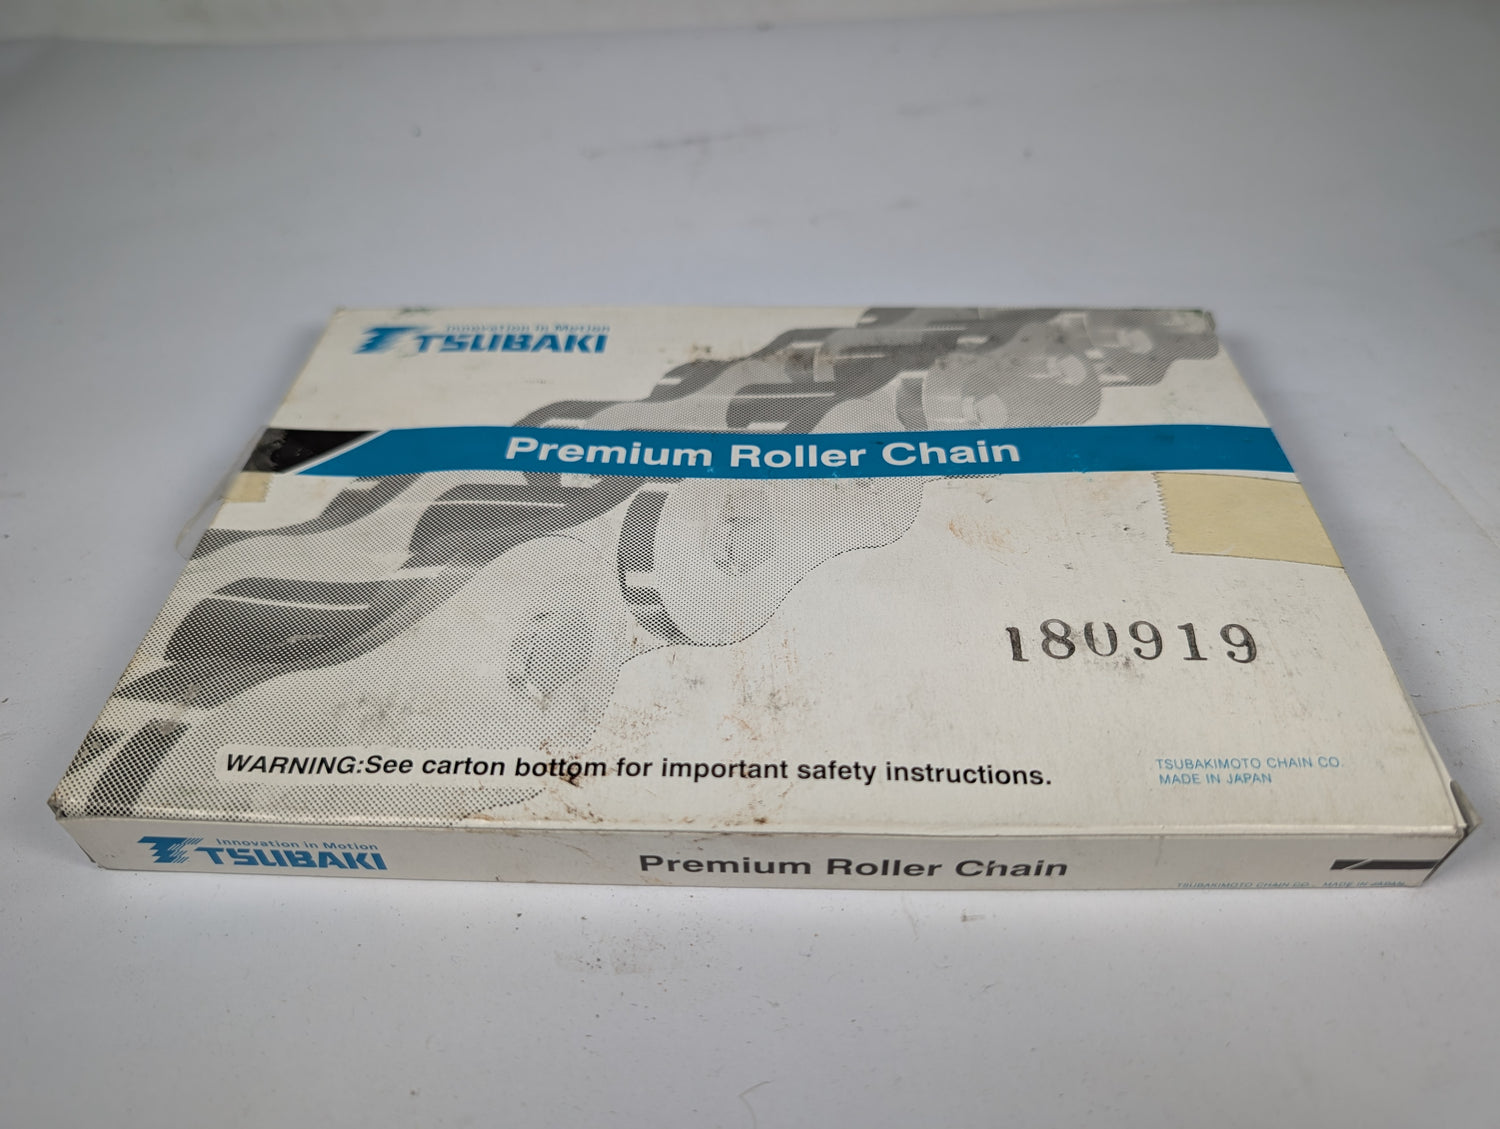 Innovation in Motion
TSUBAKI
Premium Roller Chain
180919
WARNING:See carton bottom for important safety instructions.
TSUBAKIMOTO CHAIN CO.
MADE IN JAPAN
Innovation in Motion
TSUBAKI
Premium Roller Chain
TSUBAKIMOTO CHAIN CO., MADE IN JAPAN